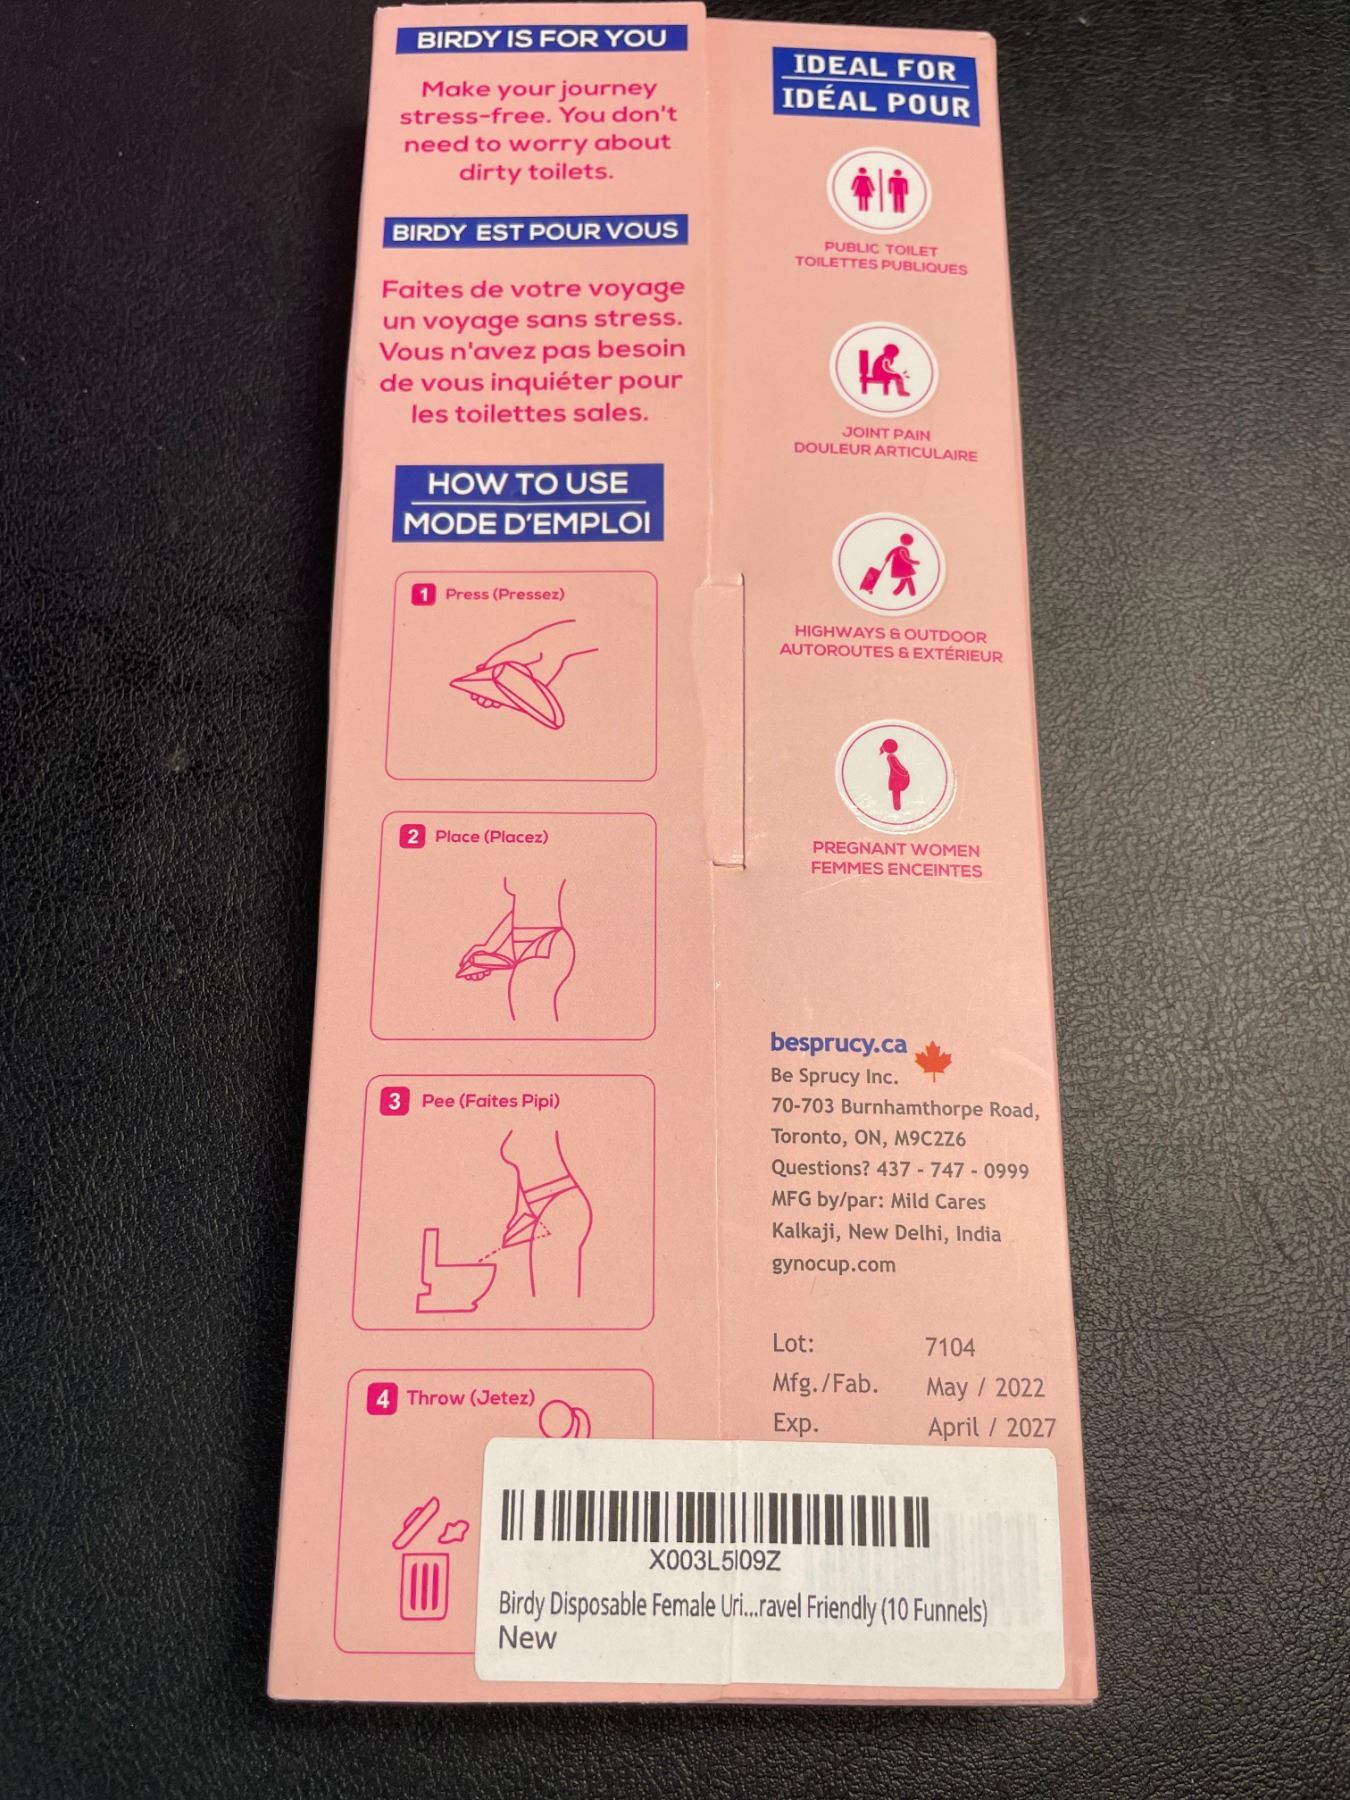 BIRDY IS FOR YOU
Make your journey
stress-free. You don't
need to worry about
dirty toilets.
BIRDY EST POUR VOUS
Faites de votre voyage
un voyage sans stress.
Vous n'avez pas besoin
de vous inquiéter pour
les toilettes sales.
HOW TO USE
MODE D'EMPLOI
1 Press (Pressez)
2 Place (Placez)
3 Pee (Faites Pipi)
4 Throw (Jetez)
IDEAL FOR
IDÉAL POUR
PUBLIC TOILET
TOILETTES PUBLIQUES
JOINT PAIN
DOULEUR ARTICULAIRE
HIGHWAYS & OUTDOOR
AUTOROUTES & EXTÉRIEUR
PREGNANT WOMEN
FEMMES ENCEINTES
besprucy.ca
Be Sprucy Inc.
70-703 Burnhamthorpe Road,
Toronto, ON, M9C2Z6
Questions? 437 - 747 - 0999
MFG by/par: Mild Cares
Kalkaji, New Delhi, India
gynocup.com
Lot: 7104
Mfg./Fab. May / 2022
Exp. April / 2027
X003L5I09Z
Birdy Disposable Female Uri...ravel Friendly (10 Funnels)
New